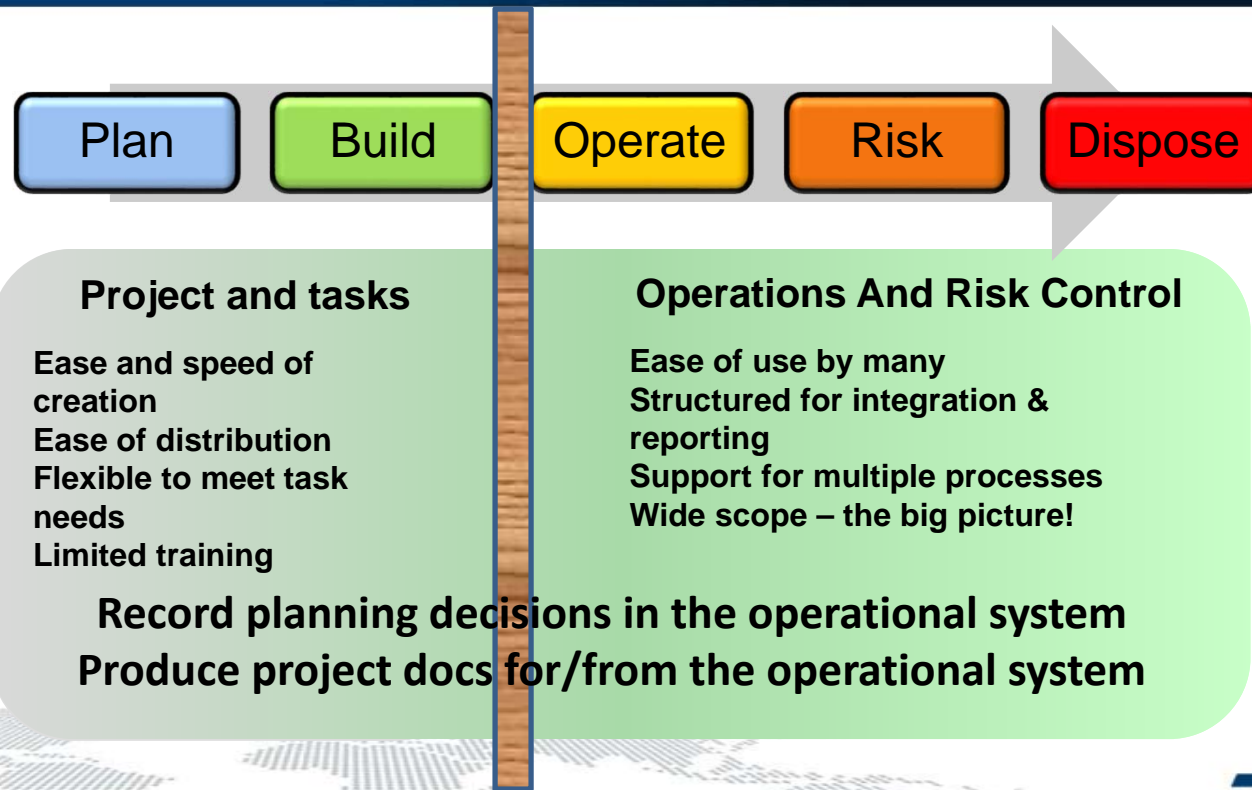 Plan
Build
Operate
Risk
Dispose
Project and tasks
Ease and speed of
creation
Ease of distribution
Flexible to meet task
needs
Limited training
Operations And Risk Control
Ease of use by many
Structured for integration &
reporting
Support for multiple processes
Wide scope – the big picture!
Record planning decisions in the operational system
Produce project docs for/from the operational system